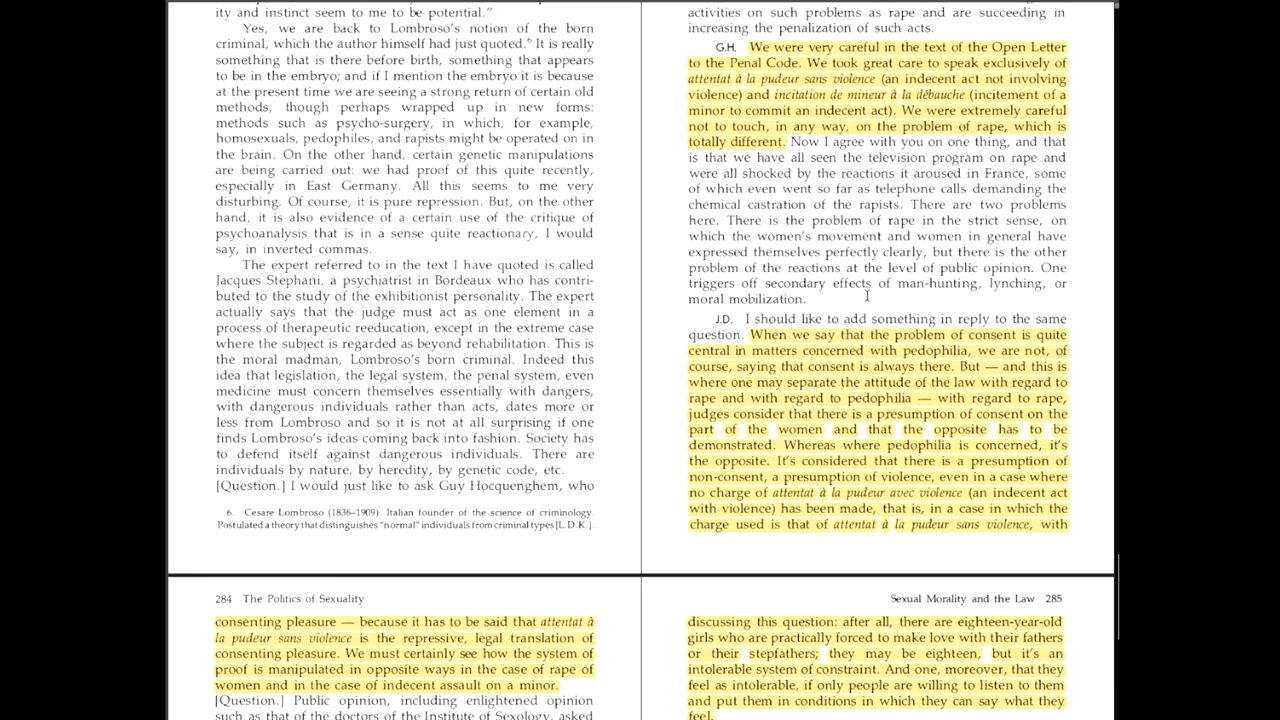 ity and instinct seem to me to be potential.”
Yes, we are back to Lombroso’s notion of the born
criminal, which the author himself had just quoted.6 It is really
something that is there before birth, something that appears
to be in the embryo; and if I mention the embryo it is because
at the present time we are seeing a strong return of certain old
methods, though perhaps wrapped up in new forms:
methods such as psycho-surgery, in which, for example,
homosexuals, pedophiles, and rapists might be operated on in
the brain. On the other hand, certain genetic manipulations
are being carried out: we had proof of this quite recently,
especially in East Germany. All this seems to me very
disturbing. Of course, it is pure repression. But, on the other
hand, it is also evidence of a certain use of the critique of
psychoanalysis that is in a sense quite reactionary, I would
say, in inverted commas.
The expert referred to in the text I have quoted is called
Jacques Stephani, a psychiatrist in Bordeaux who has contri-
buted to the study of the exhibitionist personality. The expert
actually says that the judge must act as one element in a
process of therapeutic reeducation, except in the extreme case
where the subject is regarded as beyond rehabilitation. This is
the moral madman, Lombroso’s born criminal. Indeed this
idea that legislation, the legal system, the penal system, even
medicine must concern themselves essentially with dangers,
with dangerous individuals rather than acts, dates more or
less from Lombroso and so it is not at all surprising if one
finds Lombroso’s ideas coming back into fashion. Society has
to defend itself against dangerous individuals. There are
individuals by nature, by heredity, by genetic code, etc.
[Question.] I would just like to ask Guy Hocquenghem, who
6. Cesare Lombroso (1836–1909). Italian founder of the science of criminology.
Postulated a theory that distinguishes “normal” individuals from criminal types [L.D.K.].
activities on such problems as rape and are succeeding in
increasing the penalization of such acts.
G.H. We were very careful in the text of the Open Letter
to the Penal Code. We took great care to speak exclusively of
attentat à la pudeur sans violence (an indecent act not involving
violence) and incitation de mineur à la débauche (incitement of a
minor to commit an indecent act). We were extremely careful
not to touch, in any way, on the problem of rape, which is
totally different. Now I agree with you on one thing, and that
is that we have all seen the television program on rape and
were all shocked by the reactions it aroused in France, some
of which even went so far as telephone calls demanding the
chemical castration of the rapists. There are two problems
here. There is the problem of rape in the strict sense, on
which the women’s movement and women in general have
expressed themselves perfectly clearly, but there is the other
problem of the reactions at the level of public opinion. One
triggers off secondary effects of man-hunting, lynching, or
moral mobilization.
J.D. I should like to add something in reply to the same
question. When we say that the problem of consent is quite
central in matters concerned with pedophilia, we are not, of
course, saying that consent is always there. But — and this is
where one may separate the attitude of the law with regard to
rape and with regard to pedophilia — with regard to rape,
judges consider that there is a presumption of consent on the
part of the women and that the opposite has to be
demonstrated. Whereas where pedophilia is concerned, it’s
the opposite. It’s considered that there is a presumption of
non-consent, a presumption of violence, even in a case where
no charge of attentat à la pudeur avec violence (an indecent act
with violence) has been made, that is, in a case in which the
charge used is that of attentat à la pudeur sans violence, with
284 The Politics of Sexuality
consenting pleasure — because it has to be said that attentat à
la pudeur sans violence is the repressive, legal translation of
consenting pleasure. We must certainly see how the system of
proof is manipulated in opposite ways in the case of rape of
women and in the case of indecent assault on a minor.
[Question.] Public opinion, including enlightened opinion
such as that of the doctors of the Institute of Sexology, asked
Sexual Morality and the Law 285
discussing this question: after all, there are eighteen-year-old
girls who are practically forced to make love with their fathers
or their stepfathers; they may be eighteen, but it’s an
intolerable system of constraint. And one, moreover, that they
feel as intolerable, if only people are willing to listen to them
and put them in conditions in which they can say what they
feel.